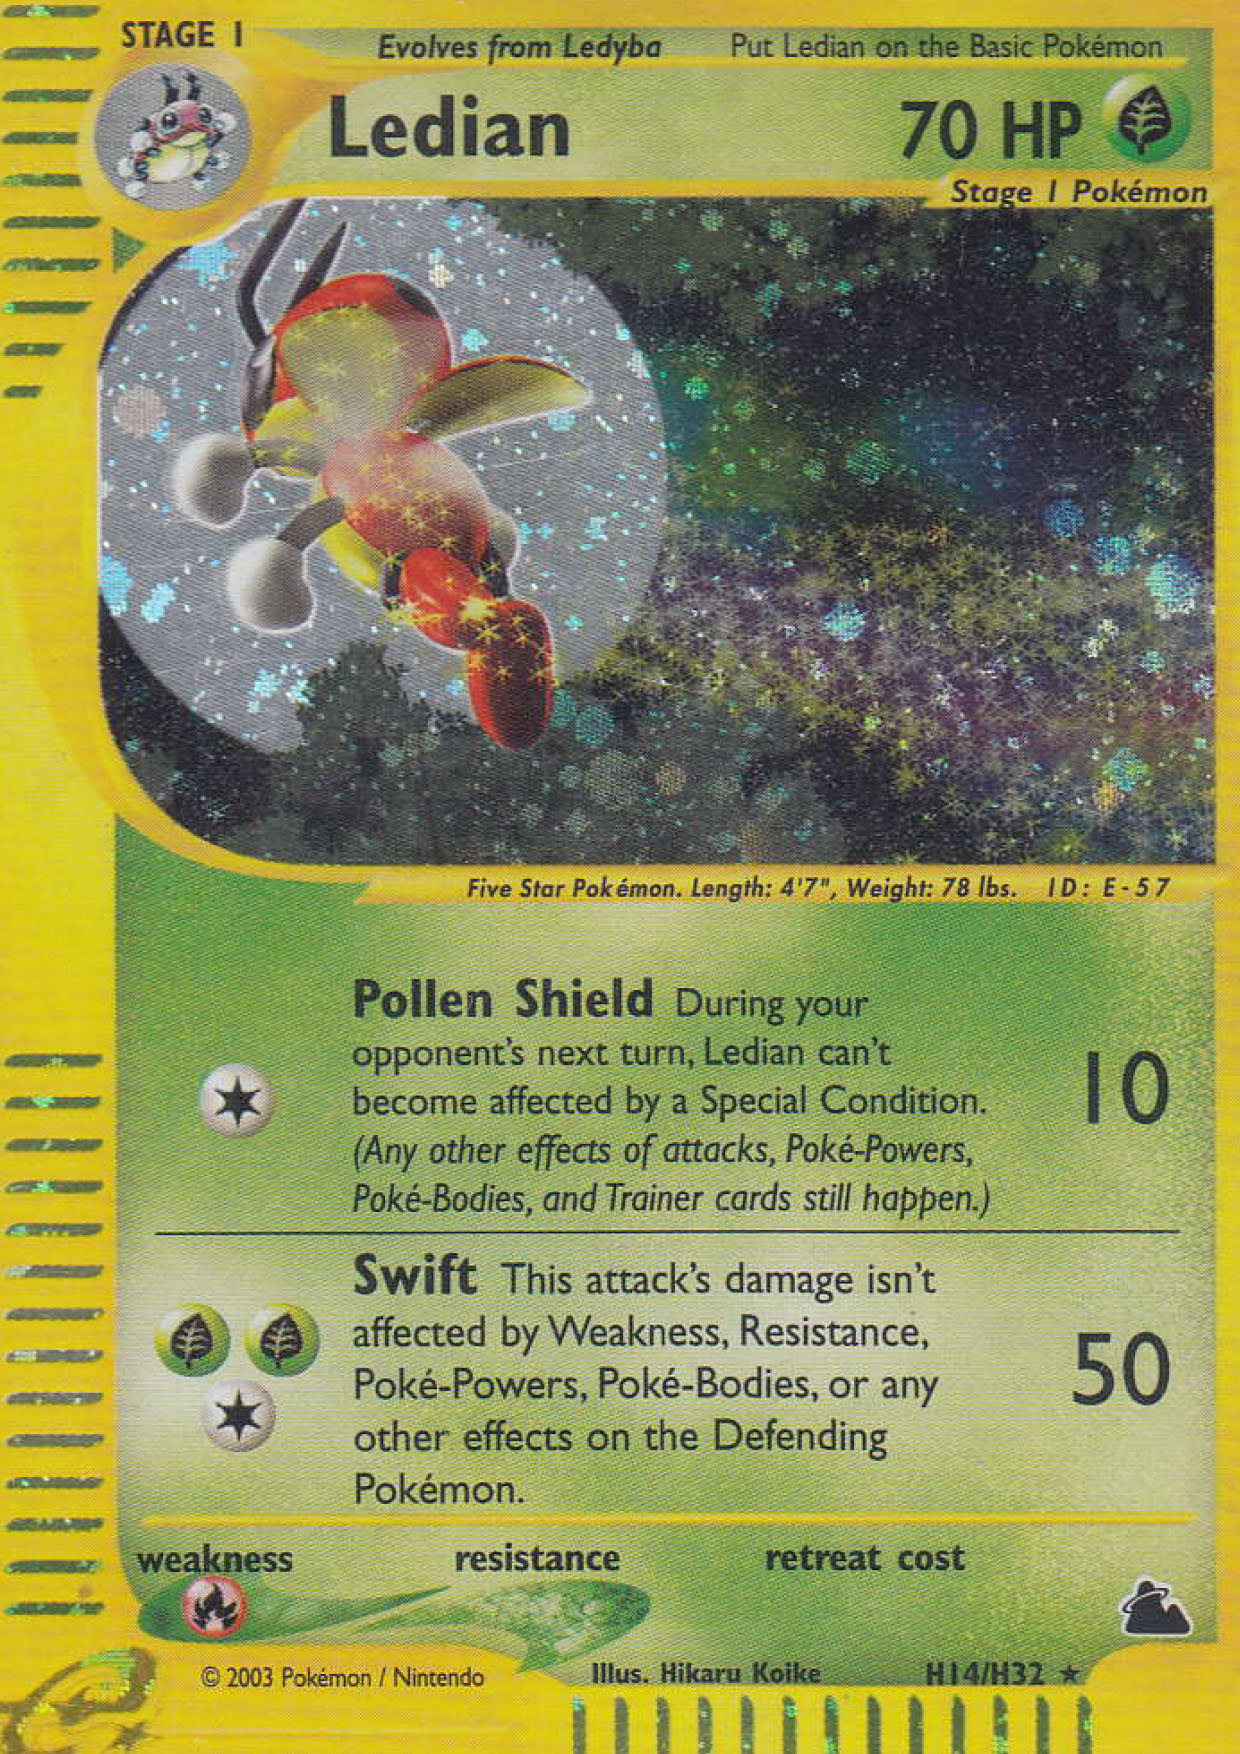 STAGE 1
Evolves from Ledyba Put Ledian on the Basic Pokémon
Ledian 70 HP
Stage 1 Pokémon
Five Star Pokémon. Length: 4'7", Weight: 78 lbs. ID: E-57
Pollen Shield During your
opponent's next turn, Ledian can't
become affected by a Special Condition.
(Any other effects of attacks, Poké-Powers,
Poké-Bodies, and Trainer cards still happen.)
10
Swift This attack's damage isn't
affected by Weakness, Resistance,
Poké-Powers, Poké-Bodies, or any
other effects on the Defending
Pokémon.
50
weakness resistance retreat cost
© 2003 Pokémon / Nintendo Illus. Hikaru Koike H14/H32 ★